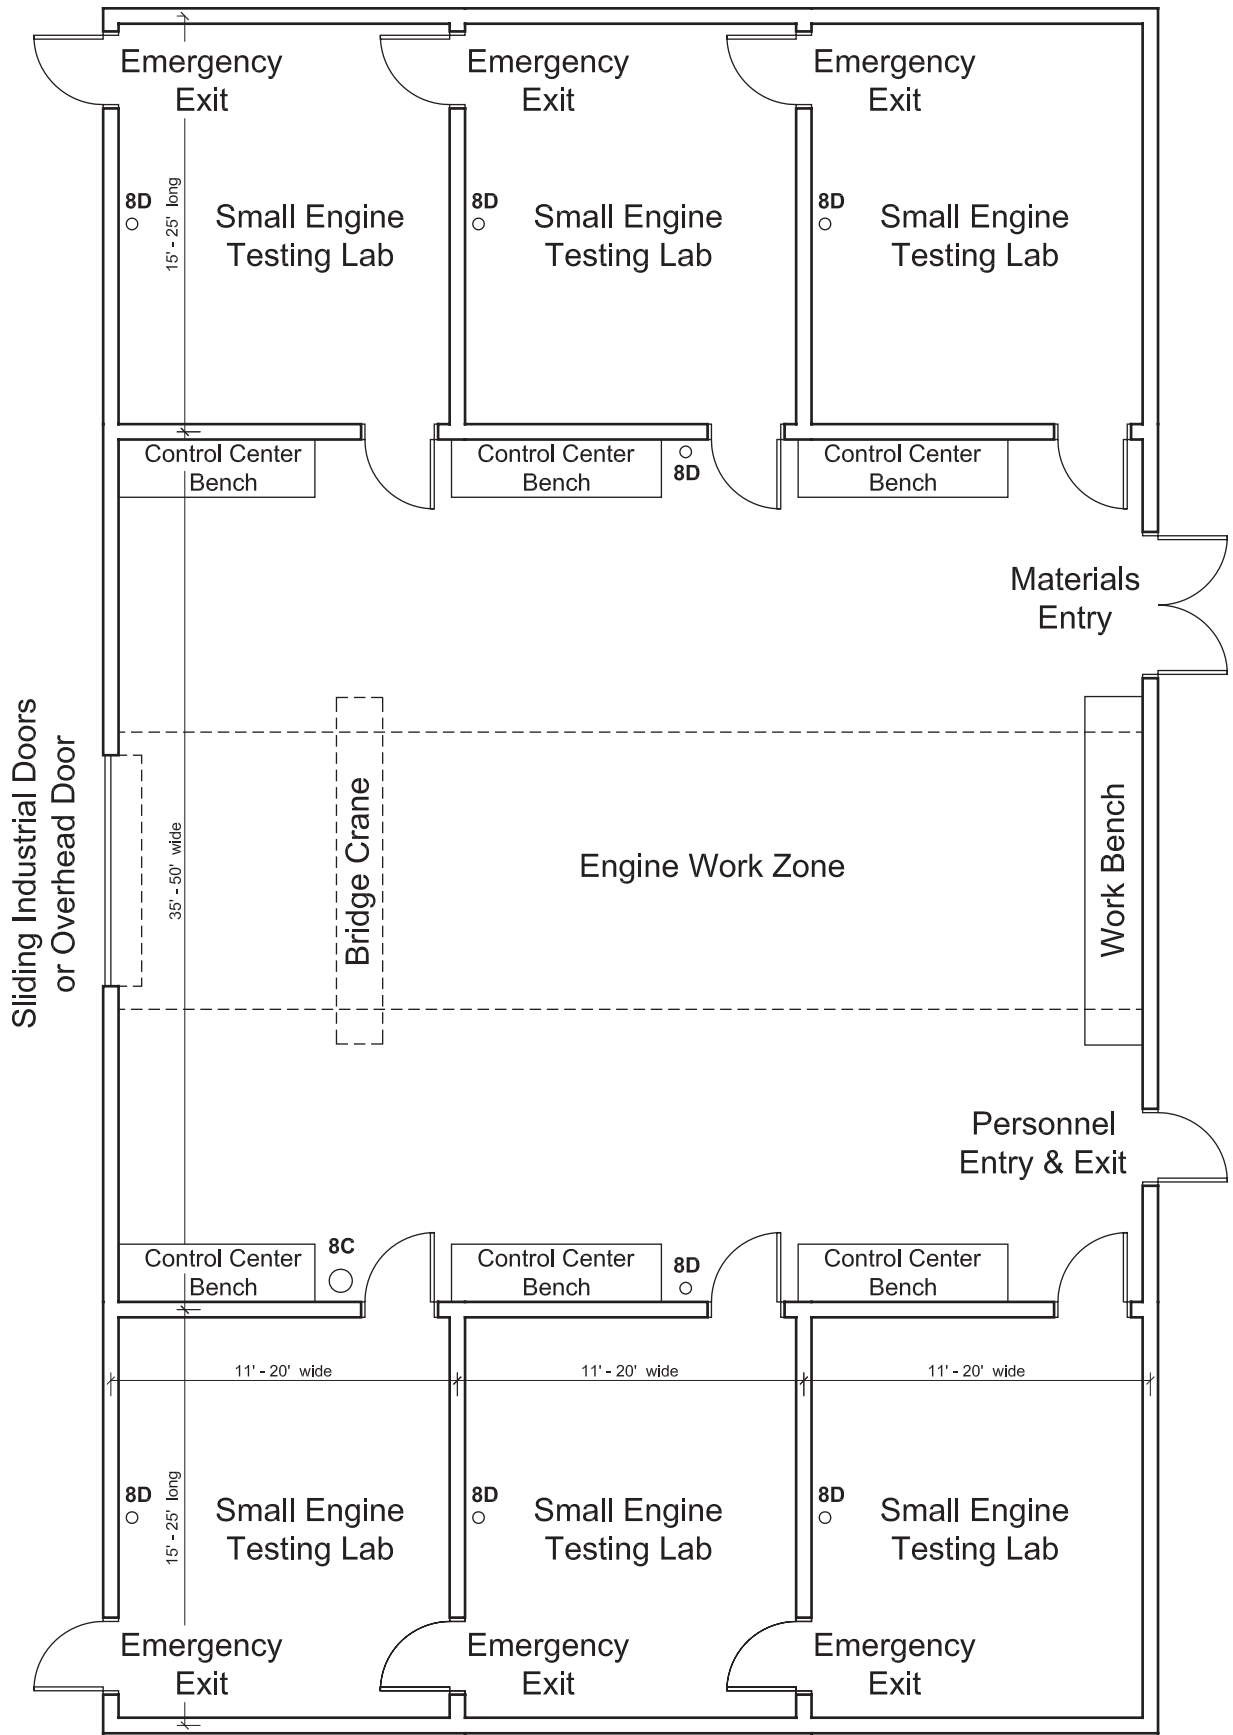 Emergency
Exit
Emergency
Exit
Emergency
Exit
8D
15' - 25' long
Small Engine
Testing Lab
8D
Small Engine
Testing Lab
8D
Small Engine
Testing Lab
Control Center
Bench
Control Center
Bench
8D
Control Center
Bench
Materials
Entry
Sliding Industrial Doors
or Overhead Door
35' - 50' wide
Bridge Crane
Engine Work Zone
Work Bench
Personnel
Entry & Exit
Control Center
Bench
8C
Control Center
Bench
8D
Control Center
Bench
11' - 20' wide
11' - 20' wide
11' - 20' wide
8D
15' - 25' long
Small Engine
Testing Lab
8D
Small Engine
Testing Lab
8D
Small Engine
Testing Lab
Emergency
Exit
Emergency
Exit
Emergency
Exit